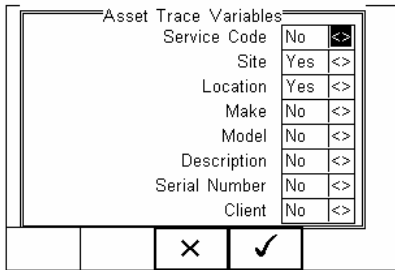 Asset Trace Variables
Service Code No <>
Site Yes <>
Location Yes <>
Make No <>
Model No <>
Description No <>
Serial Number No <>
Client No <>